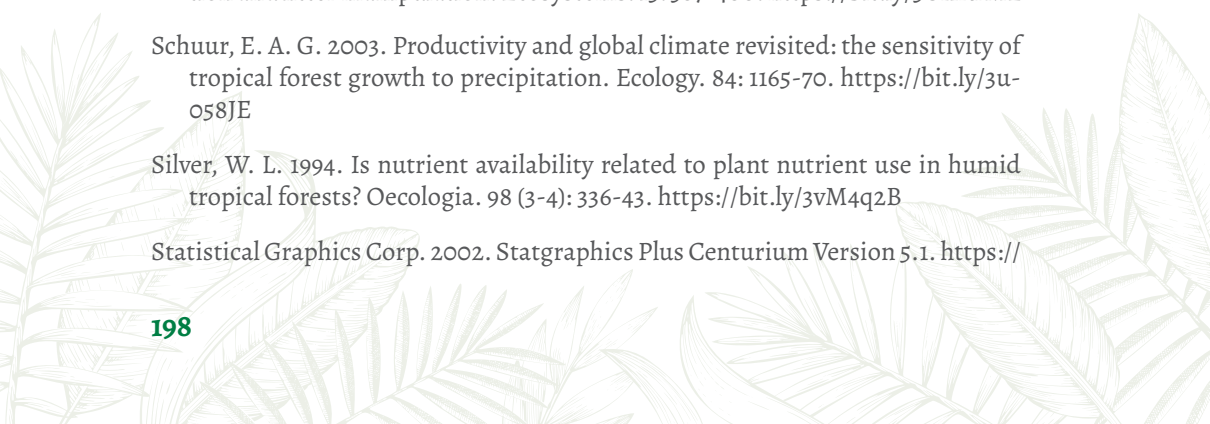 Schuur, E. A. G. 2003. Productivity and global climate revisited: the sensitivity of
tropical forest growth to precipitation. Ecology. 84: 1165-70. https://bit.ly/3u-
058JE
Silver, W. L. 1994. Is nutrient availability related to plant nutrient use in humid
tropical forests? Oecologia. 98 (3-4): 336-43. https://bit.ly/3vM4q2B
Statistical Graphics Corp. 2002. Statgraphics Plus Centurium Version 5.1. https://
198